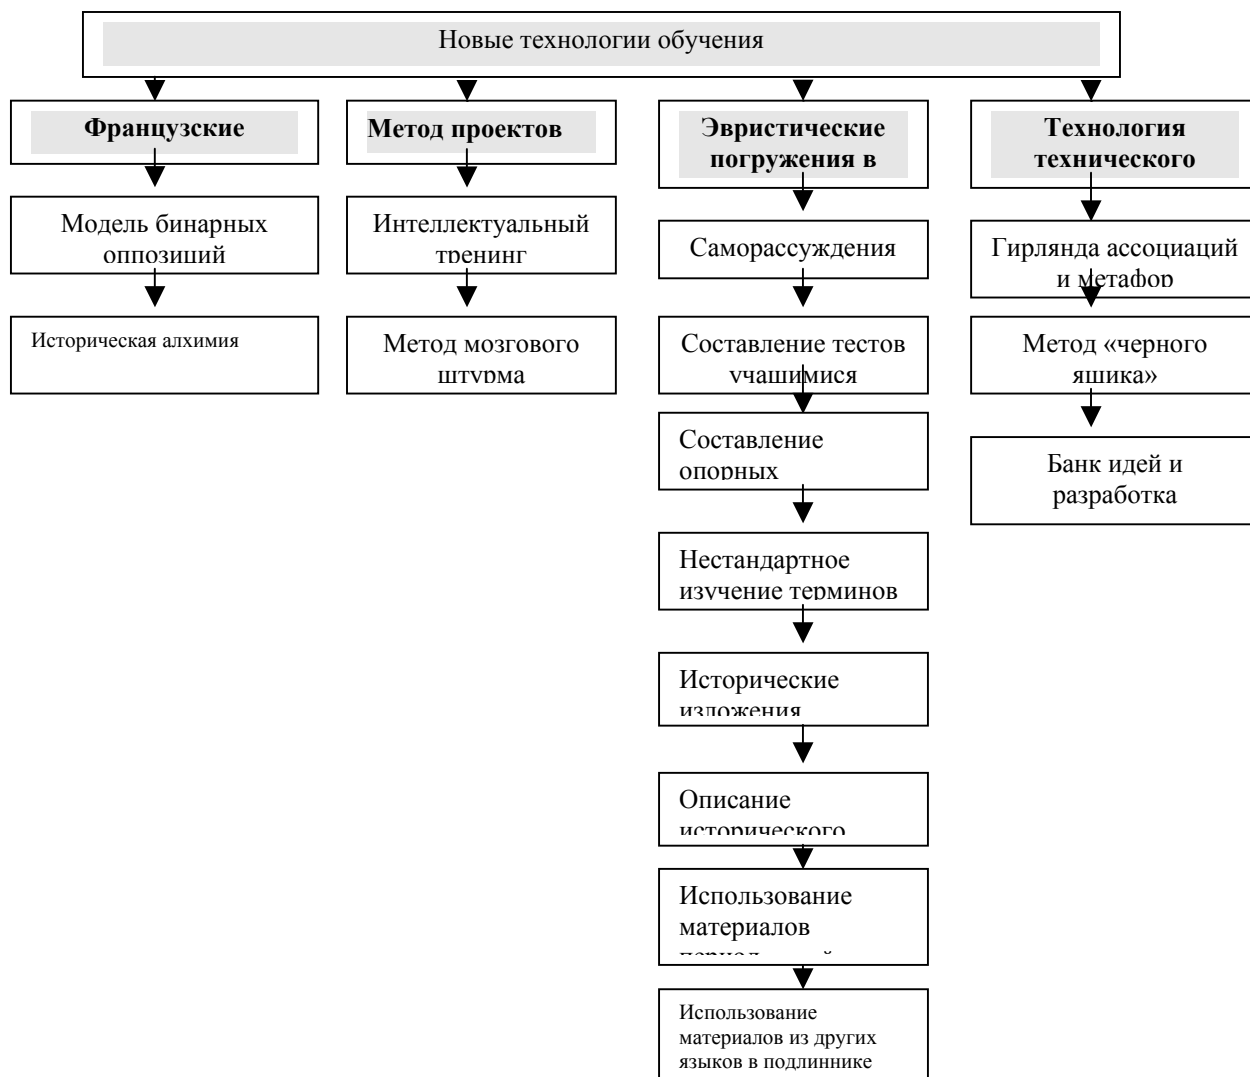 Новые технологии обучения
Французские
Модель бинарных
оппозиций
Историческая алхимия
Метод проектов
Интеллектуальный
тренинг
Метод мозгового
штурма
Эвристические
погружения в
Саморассуждения
Составление тестов
учащимися
Составление
опорных
Нестандартное
изучение терминов
Исторические
изложения
Описание
исторического
Использование
материалов
Использование
материалов из других
языков в подлиннике
Технология
технического
Гирлянда ассоциаций
и метафор
Метод «черного
ящика»
Банк идей и
разработка